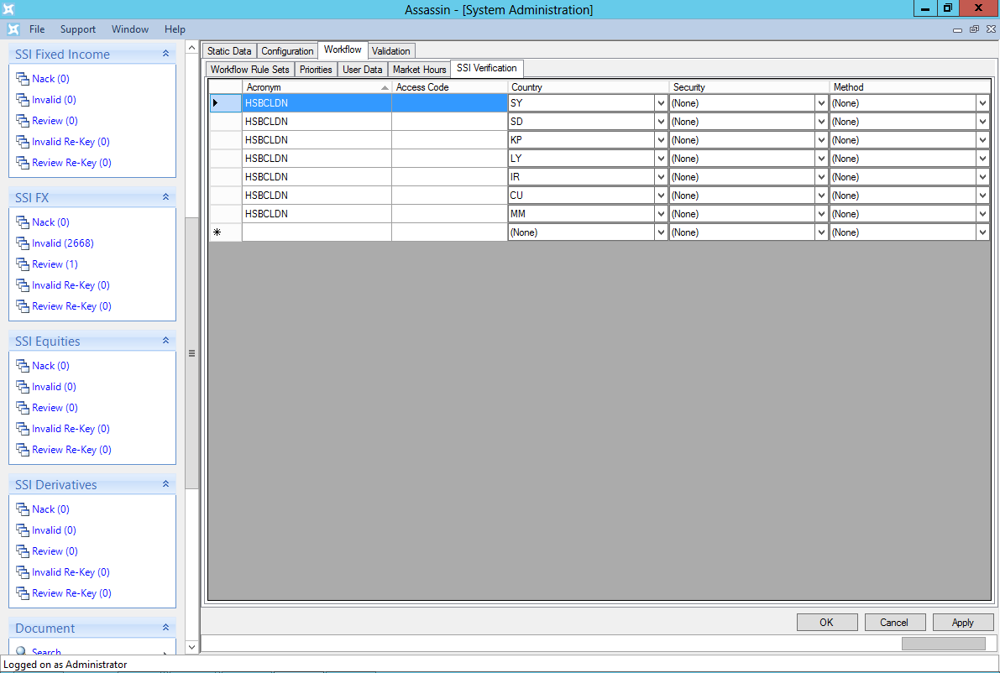 Assassin - [System Administration]
File Support Window Help
SSI Fixed Income
Nack (0)
Invalid (0)
Review (0)
Invalid Re-Key (0)
Review Re-Key (0)
SSI FX
Nack (0)
Invalid (2668)
Review (1)
Invalid Re-Key (0)
Review Re-Key (0)
SSI Equities
Nack (0)
Invalid (0)
Review (0)
Invalid Re-Key (0)
Review Re-Key (0)
SSI Derivatives
Nack (0)
Invalid (0)
Review (0)
Invalid Re-Key (0)
Review Re-Key (0)
Document
Search
Static Data Configuration Workflow Validation
Workflow Rule Sets Priorities User Data Market Hours SSI Verification
Acronym Access Code Country Security Method
HSBCLDN SY (None) (None)
HSBCLDN SD (None) (None)
HSBCLDN KP (None) (None)
HSBCLDN LY (None) (None)
HSBCLDN IR (None) (None)
HSBCLDN CU (None) (None)
HSBCLDN MM (None) (None)
* (None) (None) (None)
OK Cancel Apply
Logged on as Administrator